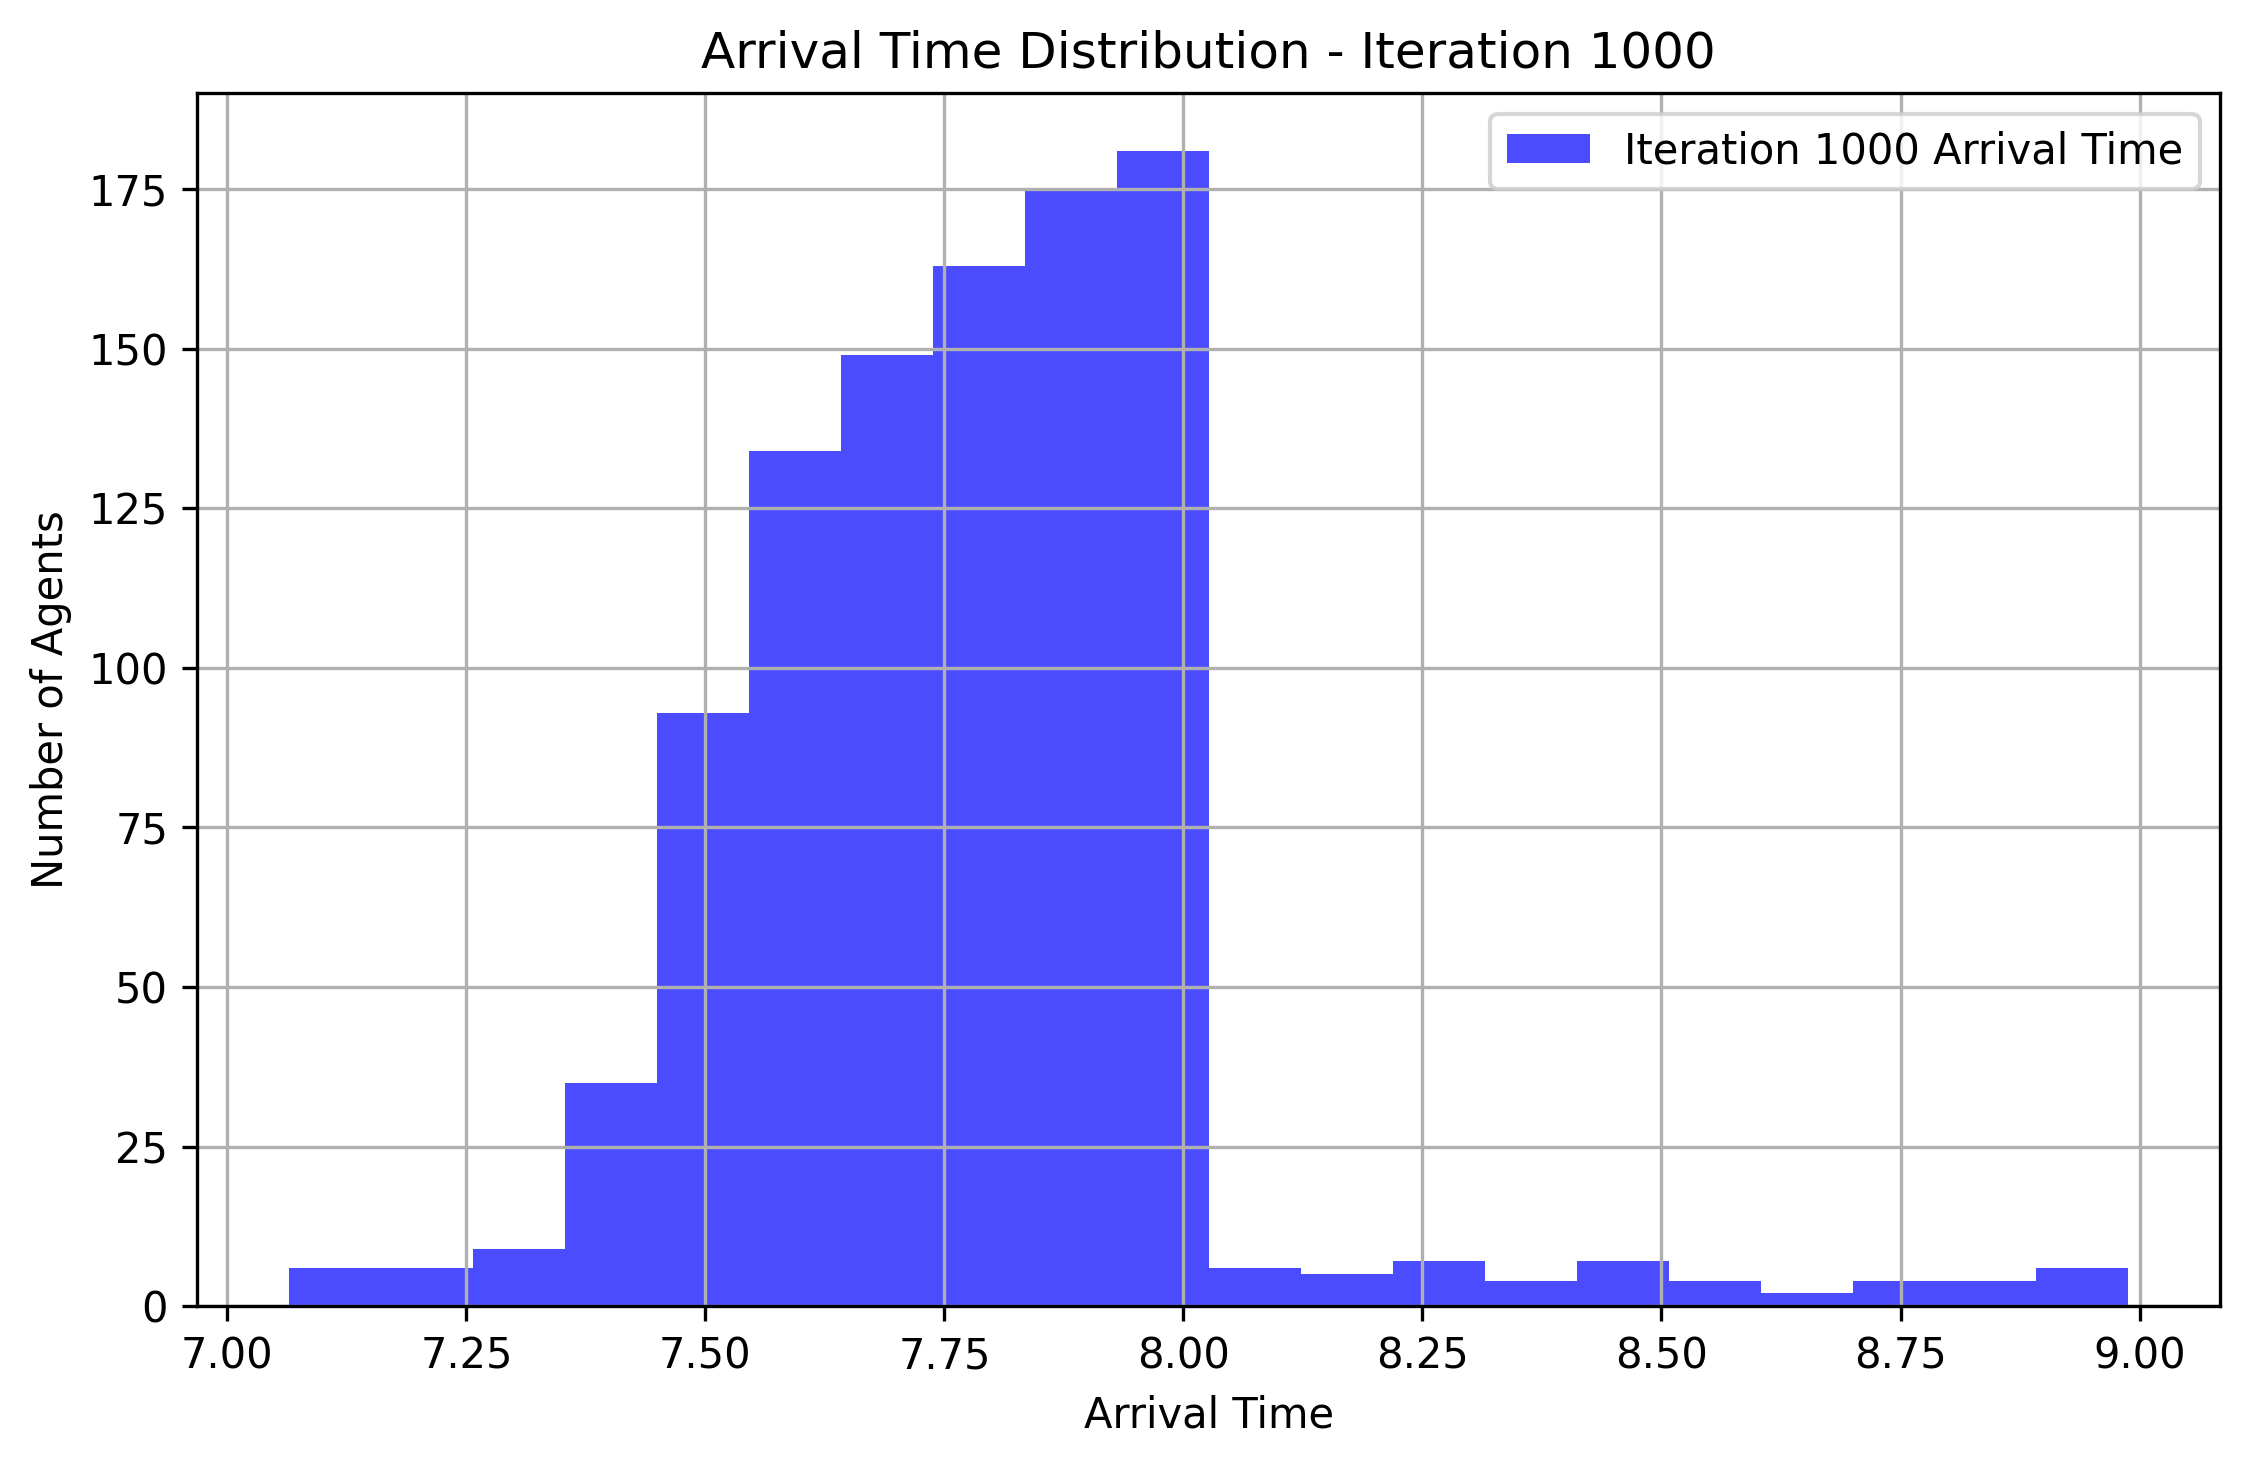 Arrival Time Distribution - Iteration 1000
Iteration 1000 Arrival Time
Number of Agents
175
150
125
100
75
50
25
0
7.00 7.25 7.50 7.75 8.00 8.25 8.50 8.75 9.00
Arrival Time